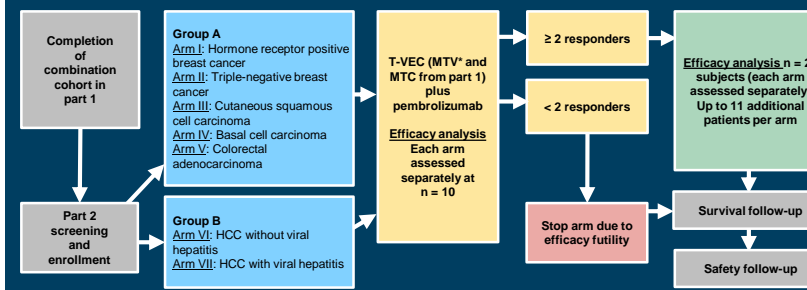 Completion
of
combination
cohort in
part 1
Part 2
screening
and
enrollment
Group A
Arm I: Hormone receptor positive
breast cancer
Arm II: Triple-negative breast
cancer
Arm III: Cutaneous squamous
cell carcinoma
Arm IV: Basal cell carcinoma
Arm V: Colorectal
adenocarcinoma
Group B
Arm VI: HCC without viral
hepatitis
Arm VII: HCC with viral hepatitis
T-VEC (MTV* and
MTC from part 1)
plus
pembrolizumab
Efficacy analysis
Each arm
assessed
separately at
n = 10
≥ 2 responders
< 2 responders
Stop arm due to
efficacy futility
Efficacy analysis n = 2
subjects (each arm
assessed separately
Up to 11 additional
patients per arm
Survival follow-up
Safety follow-up